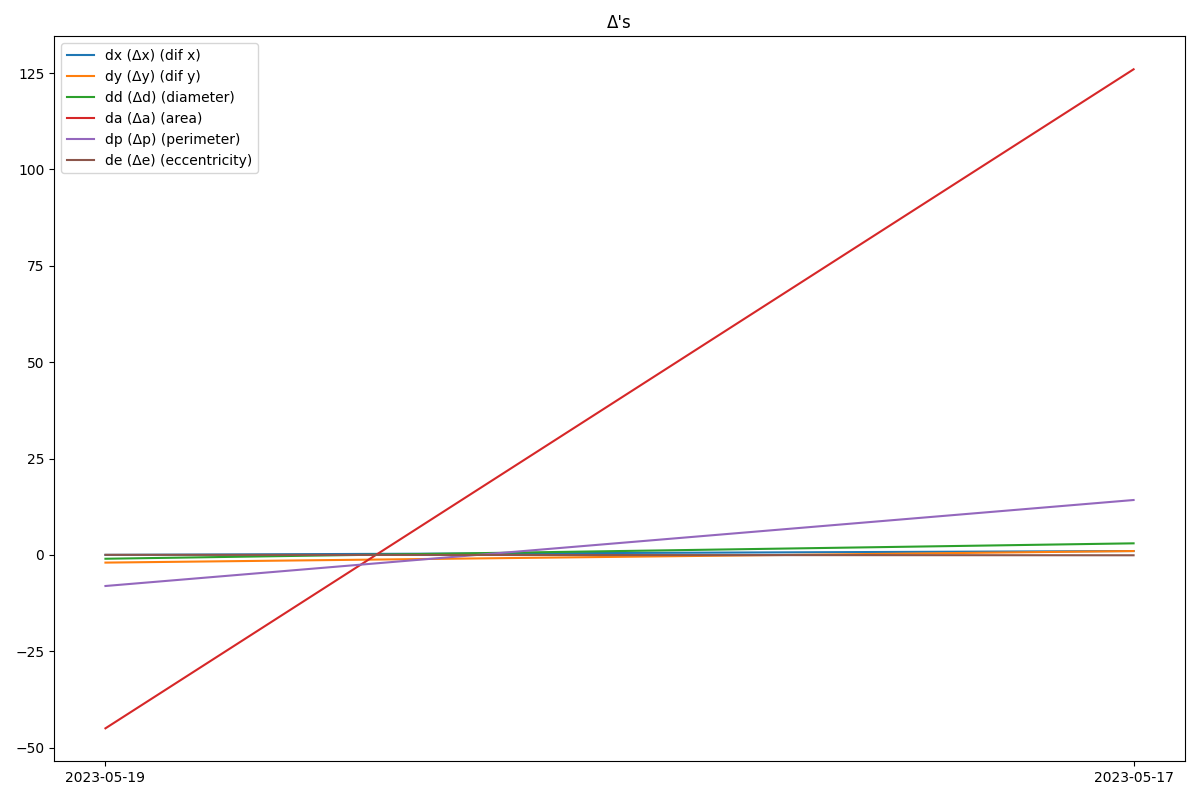 Δ's
dx (Δx) (dif x)
dy (Δy) (dif y)
dd (Δd) (diameter)
da (Δa) (area)
dp (Δp) (perimeter)
de (Δe) (eccentricity)
125
100
75
50
25
0
−25
−50
2023-05-19
2023-05-17